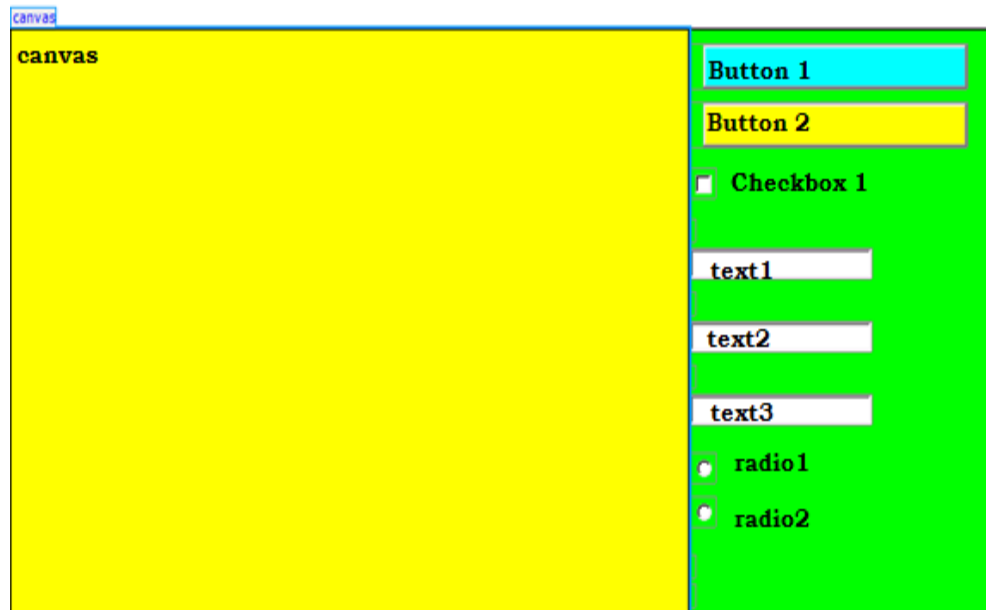 canvas
canvas
Button 1
Button 2
Checkbox 1
text1
text2
text3
radio1
radio2